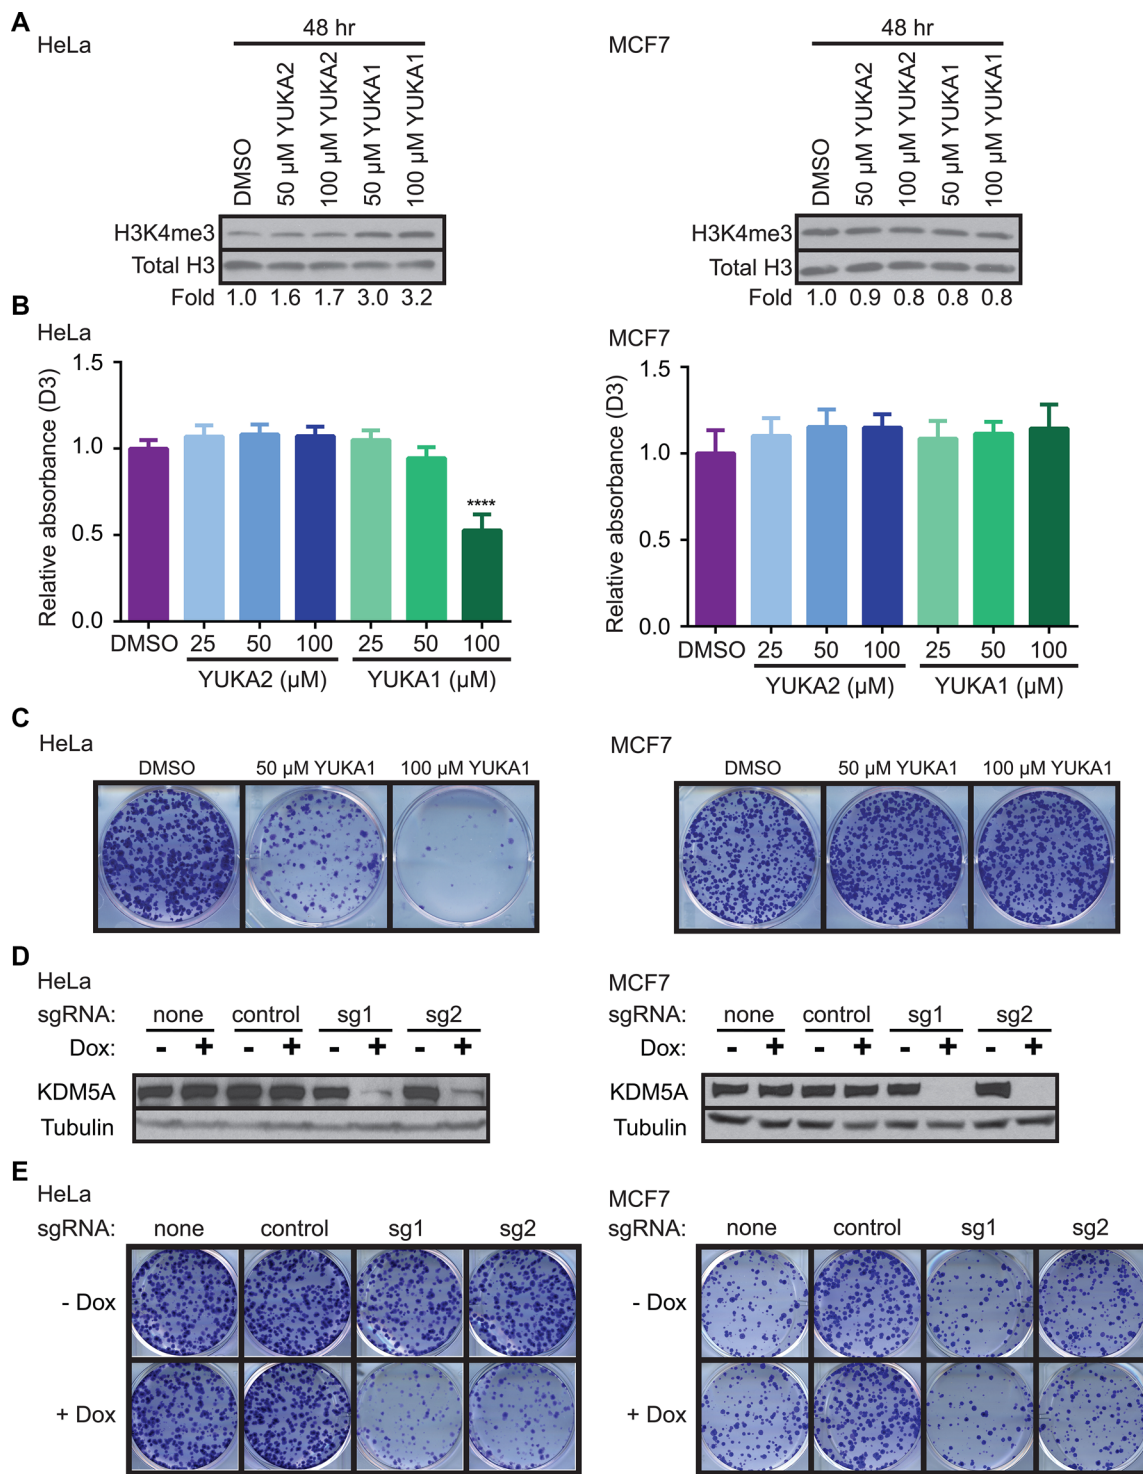 A
HeLa
48 hr
DMSO
50 µM YUKA2
100 µM YUKA2
50 µM YUKA1
100 µM YUKA1
H3K4me3
Total H3
Fold 1.0 1.6 1.7 3.0 3.2
MCF7
48 hr
DMSO
50 µM YUKA2
100 µM YUKA2
50 µM YUKA1
100 µM YUKA1
H3K4me3
Total H3
Fold 1.0 0.9 0.8 0.8 0.8
B
HeLa
Relative absorbance (D3)
1.5
1.0
0.5
0.0
****
DMSO 25 50 100 25 50 100
YUKA2 (µM) YUKA1 (µM)
MCF7
Relative absorbance (D3)
1.5
1.0
0.5
0.0
DMSO 25 50 100 25 50 100
YUKA2 (µM) YUKA1 (µM)
C
HeLa
DMSO 50 µM YUKA1 100 µM YUKA1
MCF7
DMSO 50 µM YUKA1 100 µM YUKA1
D
HeLa
sgRNA: none control sg1 sg2
Dox: - + - + - + - +
KDM5A
Tubulin
MCF7
sgRNA: none control sg1 sg2
Dox: - + - + - + - +
KDM5A
Tubulin
E
HeLa
sgRNA: none control sg1 sg2
- Dox
+ Dox
MCF7
sgRNA: none control sg1 sg2
- Dox
+ Dox